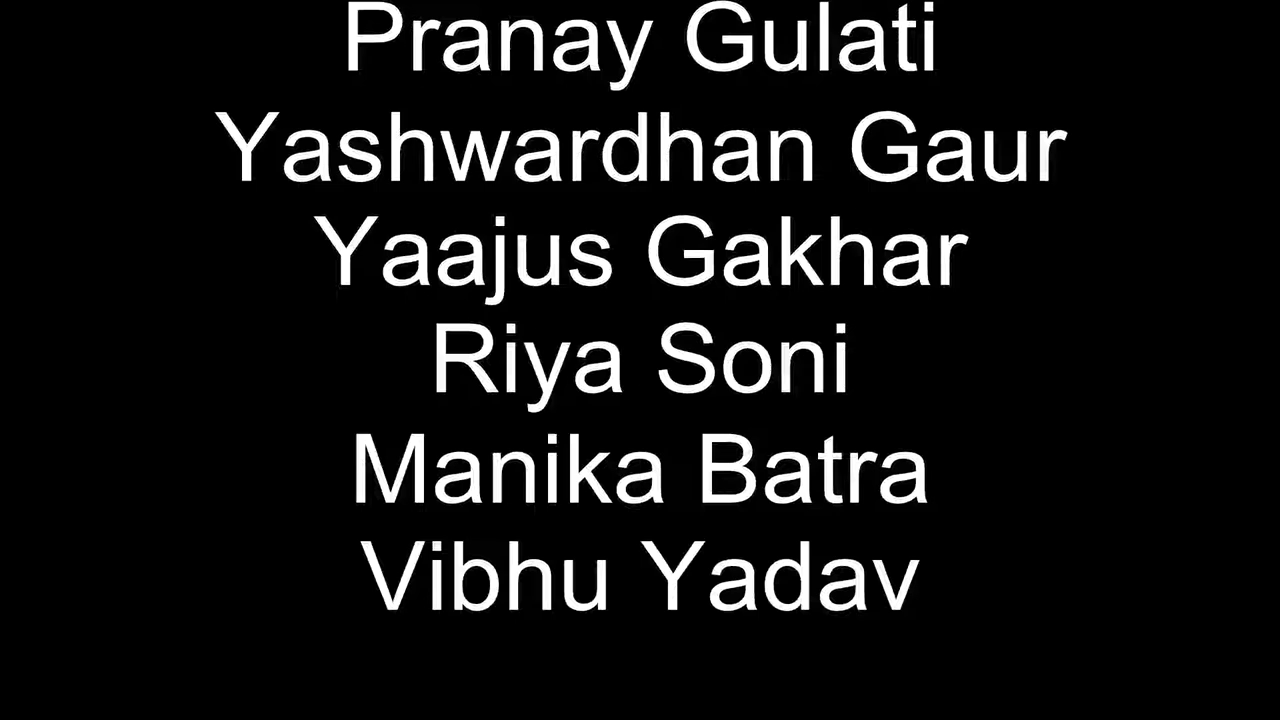 Pranay Gulati
Yashwardhan Gaur
Yaajus Gakhar
Riya Soni
Manika Batra
Vibhu Yadav